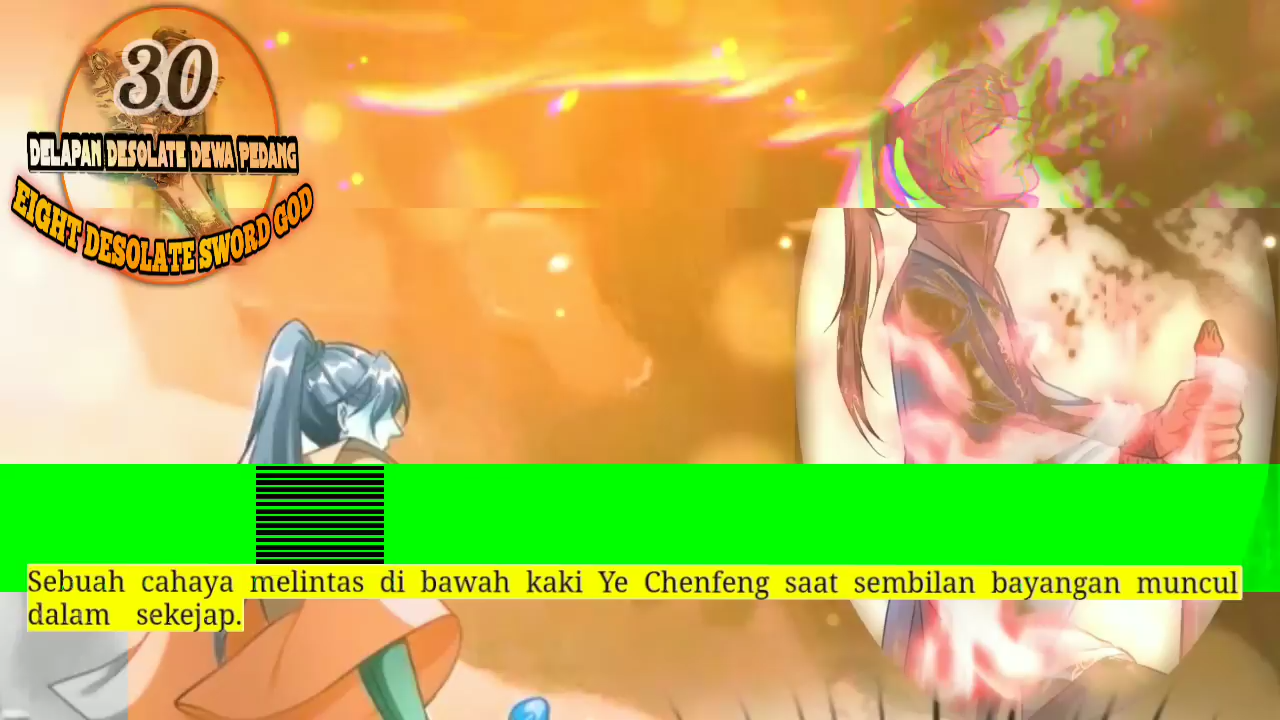 30
DELAPAN DESOLATE DEWA PEDANG
EIGHT DESOLATE SWORD GOD
Sebuah cahaya melintas di bawah kaki Ye Chenfeng saat sembilan bayangan muncul
dalam sekejap.